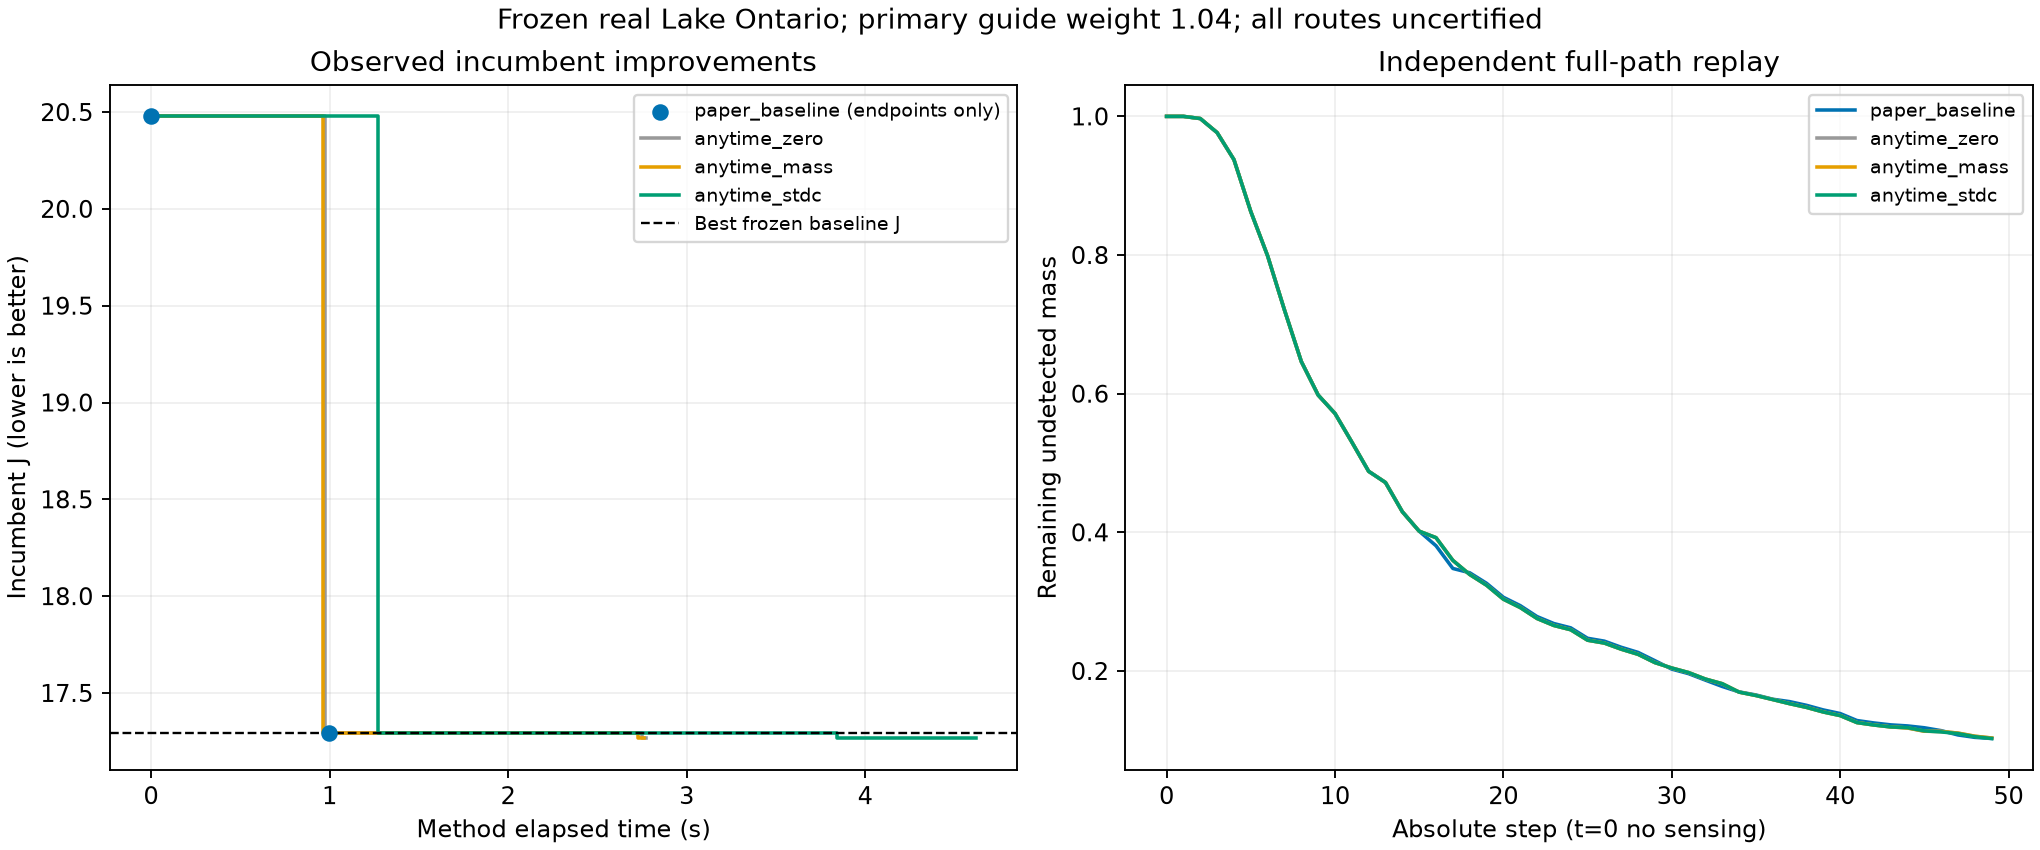 Frozen real Lake Ontario; primary guide weight 1.04; all routes uncertified
Observed incumbent improvements
Incumbent J (lower is better)
20.5
20.0
19.5
19.0
18.5
18.0
17.5
paper_baseline (endpoints only)
anytime_zero
anytime_mass
anytime_stdc
Best frozen baseline J
0
1
2
3
4
Method elapsed time (s)
Independent full-path replay
Remaining undetected mass
1.0
0.8
0.6
0.4
0.2
paper_baseline
anytime_zero
anytime_mass
anytime_stdc
0
10
20
30
40
50
Absolute step (t=0 no sensing)